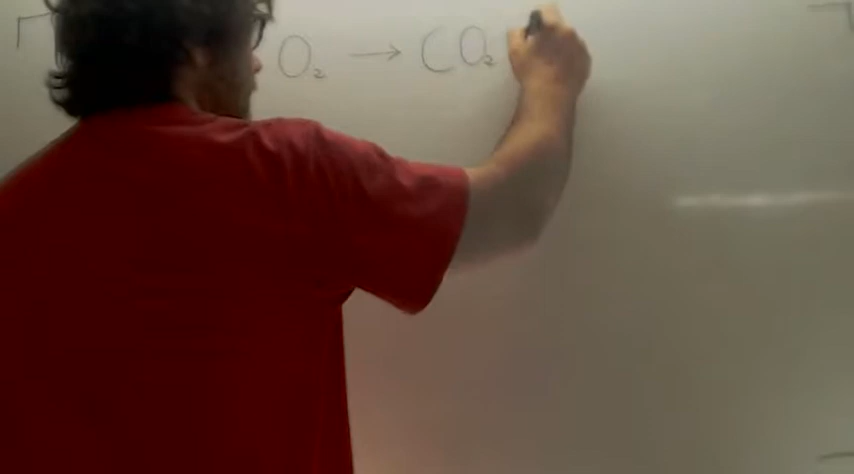 O₂ → CO₂